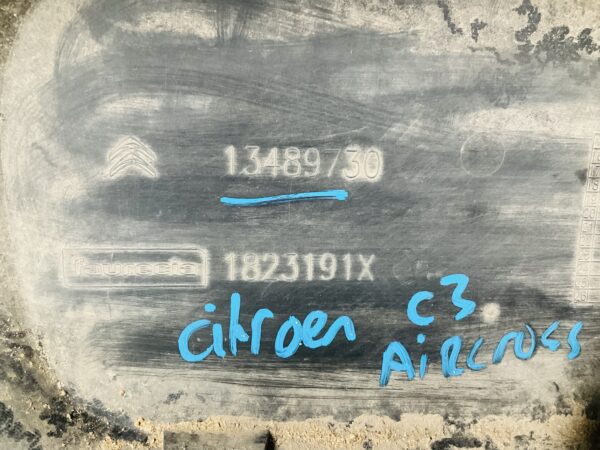 13489730
faurecia 1823191X
Citroen C3
AIRCROSS